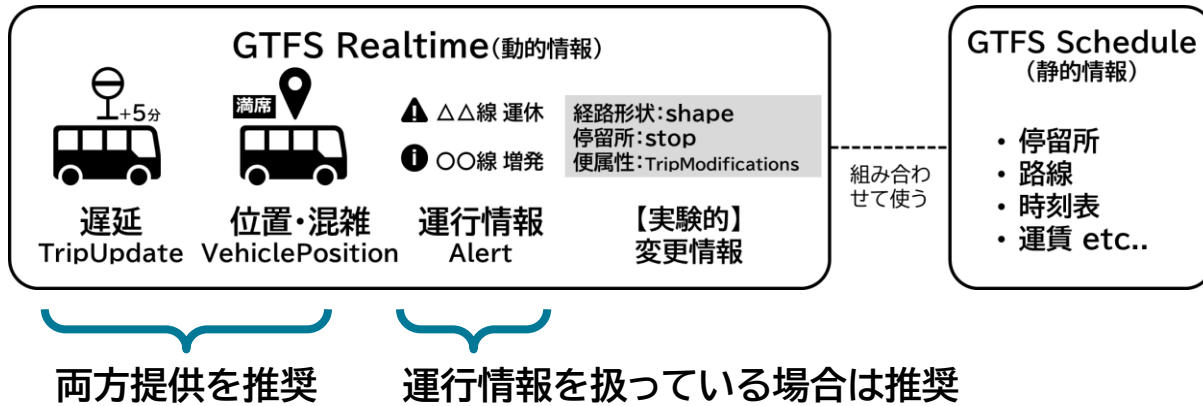 GTFS Realtime(動的情報)
+5分
満席
△△線 運休
〇〇線 増発
経路形状:shape
停留所:stop
便属性:TripModifications
遅延
TripUpdate
位置・混雑
VehiclePosition
運行情報
Alert
【実験的】
変更情報
組み合わ
せて使う
GTFS Schedule
(静的情報)
・ 停留所
・ 路線
・ 時刻表
・ 運賃 etc..
両方提供を推奨
運行情報を扱っている場合は推奨